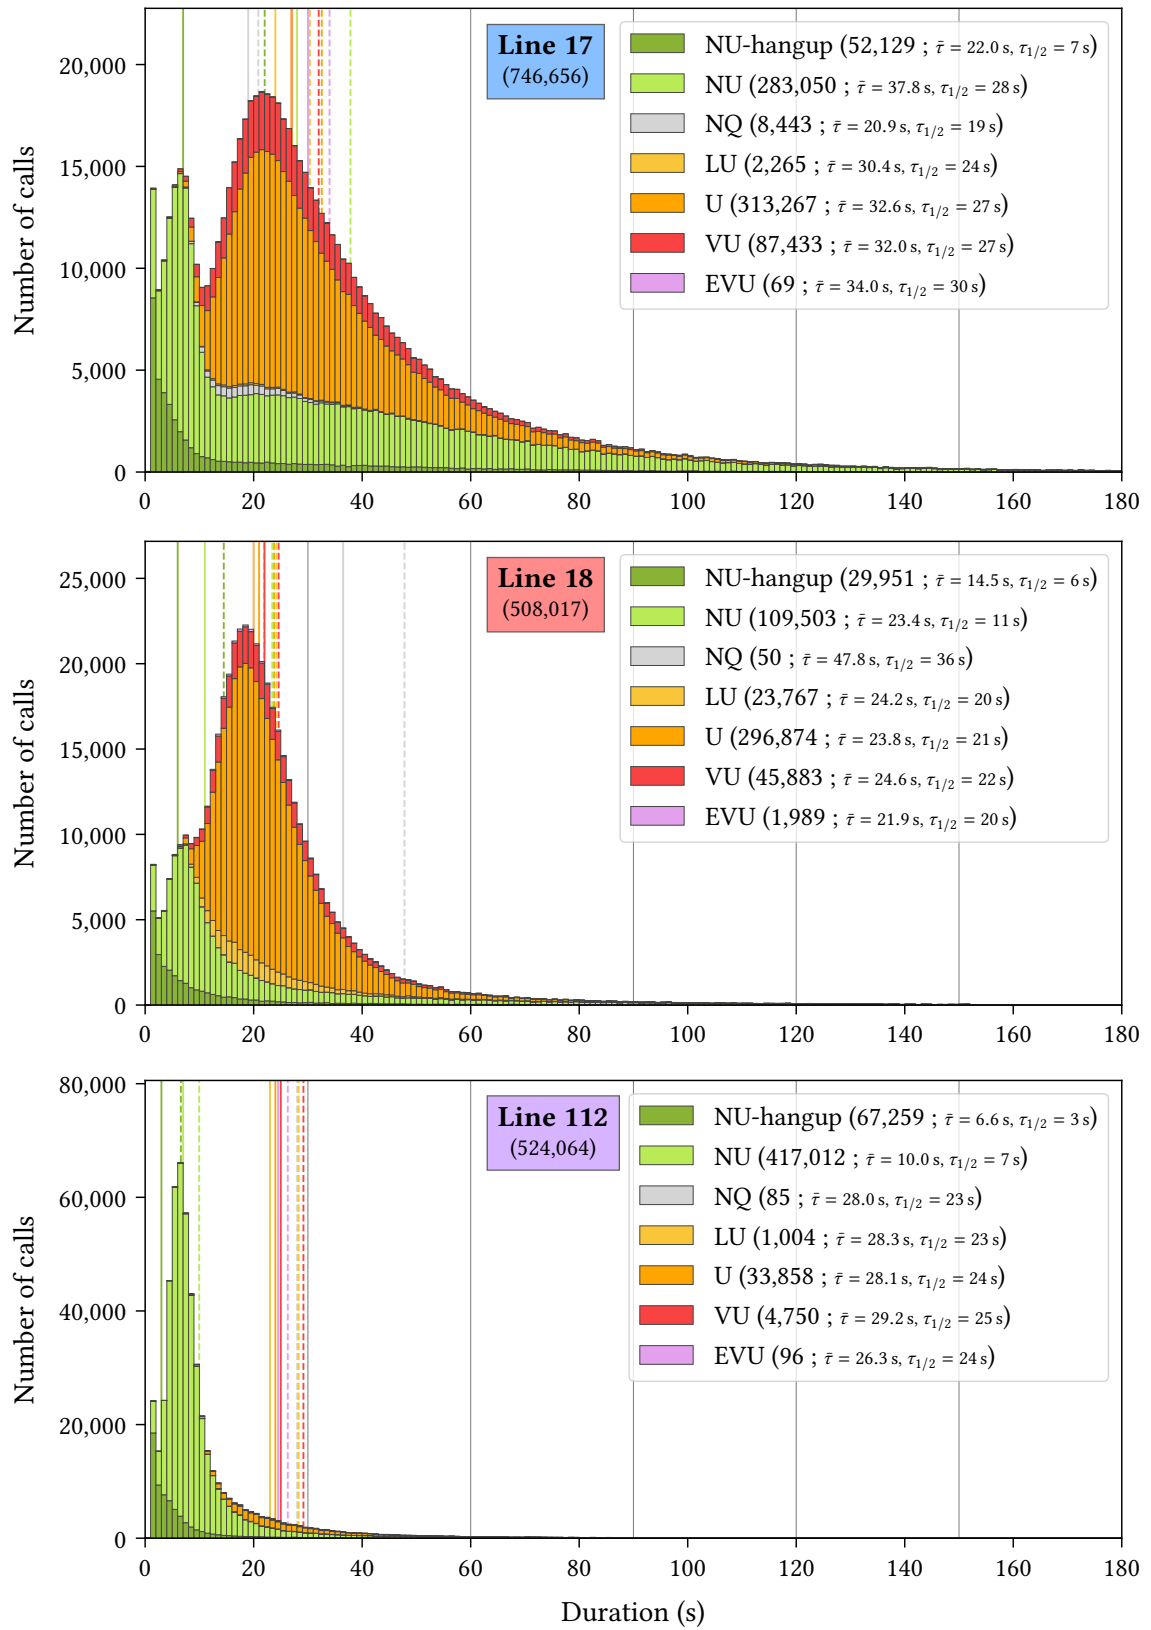 Number of calls
20,000
15,000
10,000
5,000
0
Line 17
(746,656)
NU-hangup (52,129 ; τ̄ = 22.0 s, τ1/2 = 7 s)
NU (283,050 ; τ̄ = 37.8 s, τ1/2 = 28 s)
NQ (8,443 ; τ̄ = 20.9 s, τ1/2 = 19 s)
LU (2,265 ; τ̄ = 30.4 s, τ1/2 = 24 s)
U (313,267 ; τ̄ = 32.6 s, τ1/2 = 27 s)
VU (87,433 ; τ̄ = 32.0 s, τ1/2 = 27 s)
EVU (69 ; τ̄ = 34.0 s, τ1/2 = 30 s)
0 20 40 60 80 100 120 140 160 180
Number of calls
25,000
20,000
15,000
10,000
5,000
0
Line 18
(508,017)
NU-hangup (29,951 ; τ̄ = 14.5 s, τ1/2 = 6 s)
NU (109,503 ; τ̄ = 23.4 s, τ1/2 = 11 s)
NQ (50 ; τ̄ = 47.8 s, τ1/2 = 36 s)
LU (23,767 ; τ̄ = 24.2 s, τ1/2 = 20 s)
U (296,874 ; τ̄ = 23.8 s, τ1/2 = 21 s)
VU (45,883 ; τ̄ = 24.6 s, τ1/2 = 22 s)
EVU (1,989 ; τ̄ = 21.9 s, τ1/2 = 20 s)
0 20 40 60 80 100 120 140 160 180
Number of calls
80,000
60,000
40,000
20,000
0
Line 112
(524,064)
NU-hangup (67,259 ; τ̄ = 6.6 s, τ1/2 = 3 s)
NU (417,012 ; τ̄ = 10.0 s, τ1/2 = 7 s)
NQ (85 ; τ̄ = 28.0 s, τ1/2 = 23 s)
LU (1,004 ; τ̄ = 28.3 s, τ1/2 = 23 s)
U (33,858 ; τ̄ = 28.1 s, τ1/2 = 24 s)
VU (4,750 ; τ̄ = 29.2 s, τ1/2 = 25 s)
EVU (96 ; τ̄ = 26.3 s, τ1/2 = 24 s)
0 20 40 60 80 100 120 140 160 180
Duration (s)